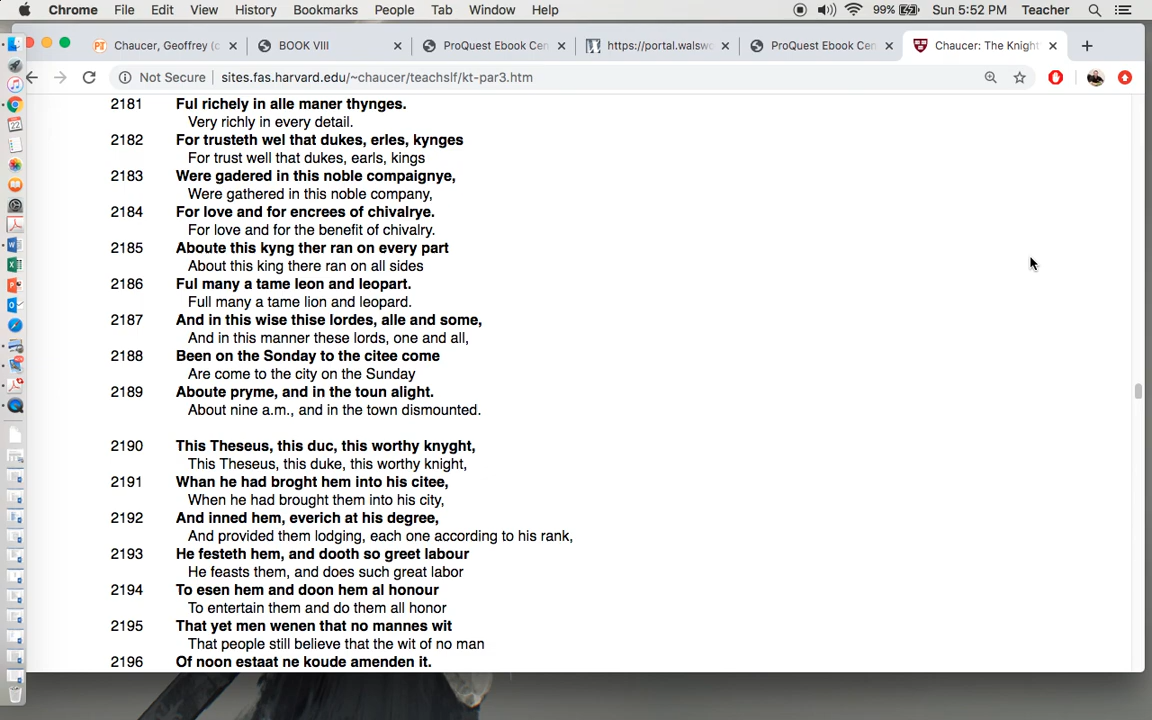 Chrome File Edit View History Bookmarks People Tab Window Help 99% Sun 5:52 PM Teacher
Chaucer, Geoffrey (c × BOOK VIII × ProQuest Ebook Cen × https://portal.walsw × ProQuest Ebook Cen × Chaucer: The Knight × +
Not Secure | sites.fas.harvard.edu/~chaucer/teachslf/kt-par3.htm
2181 Ful richely in alle maner thynges.
Very richly in every detail.
2182 For trusteth wel that dukes, erles, kynges
For trust well that dukes, earls, kings
2183 Were gadered in this noble compaignye,
Were gathered in this noble company,
2184 For love and for encrees of chivalrye.
For love and for the benefit of chivalry.
2185 Aboute this kyng ther ran on every part
About this king there ran on all sides
2186 Ful many a tame leon and leopart.
Full many a tame lion and leopard.
2187 And in this wise thise lordes, alle and some,
And in this manner these lords, one and all,
2188 Been on the Sonday to the citee come
Are come to the city on the Sunday
2189 Aboute pryme, and in the toun alight.
About nine a.m., and in the town dismounted.
2190 This Theseus, this duc, this worthy knyght,
This Theseus, this duke, this worthy knight,
2191 Whan he had broght hem into his citee,
When he had brought them into his city,
2192 And inned hem, everich at his degree,
And provided them lodging, each one according to his rank,
2193 He festeth hem, and dooth so greet labour
He feasts them, and does such great labor
2194 To esen hem and doon hem al honour
To entertain them and do them all honor
2195 That yet men wenen that no mannes wit
That people still believe that the wit of no man
2196 Of noon estaat ne koude amenden it.